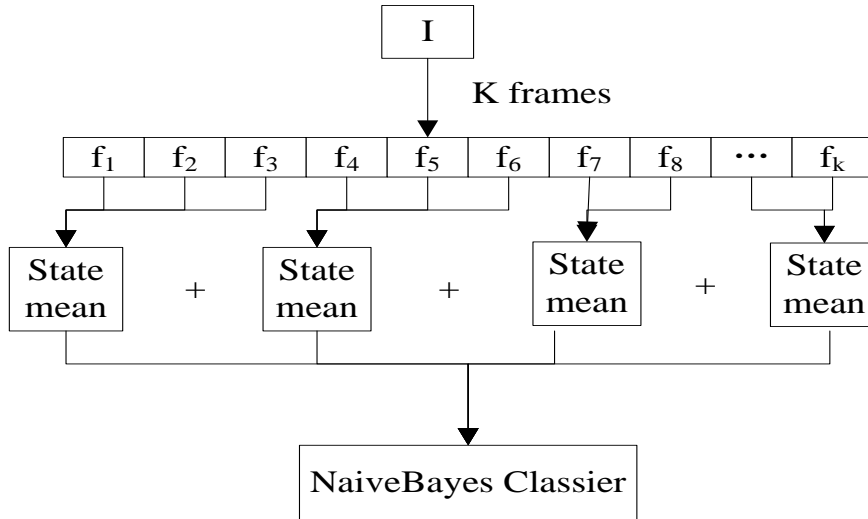 I
K frames
f1 f2 f3 f4 f5 f6 f7 f8 ... fk
State mean + State mean + State mean + State mean
NaiveBayes Classier